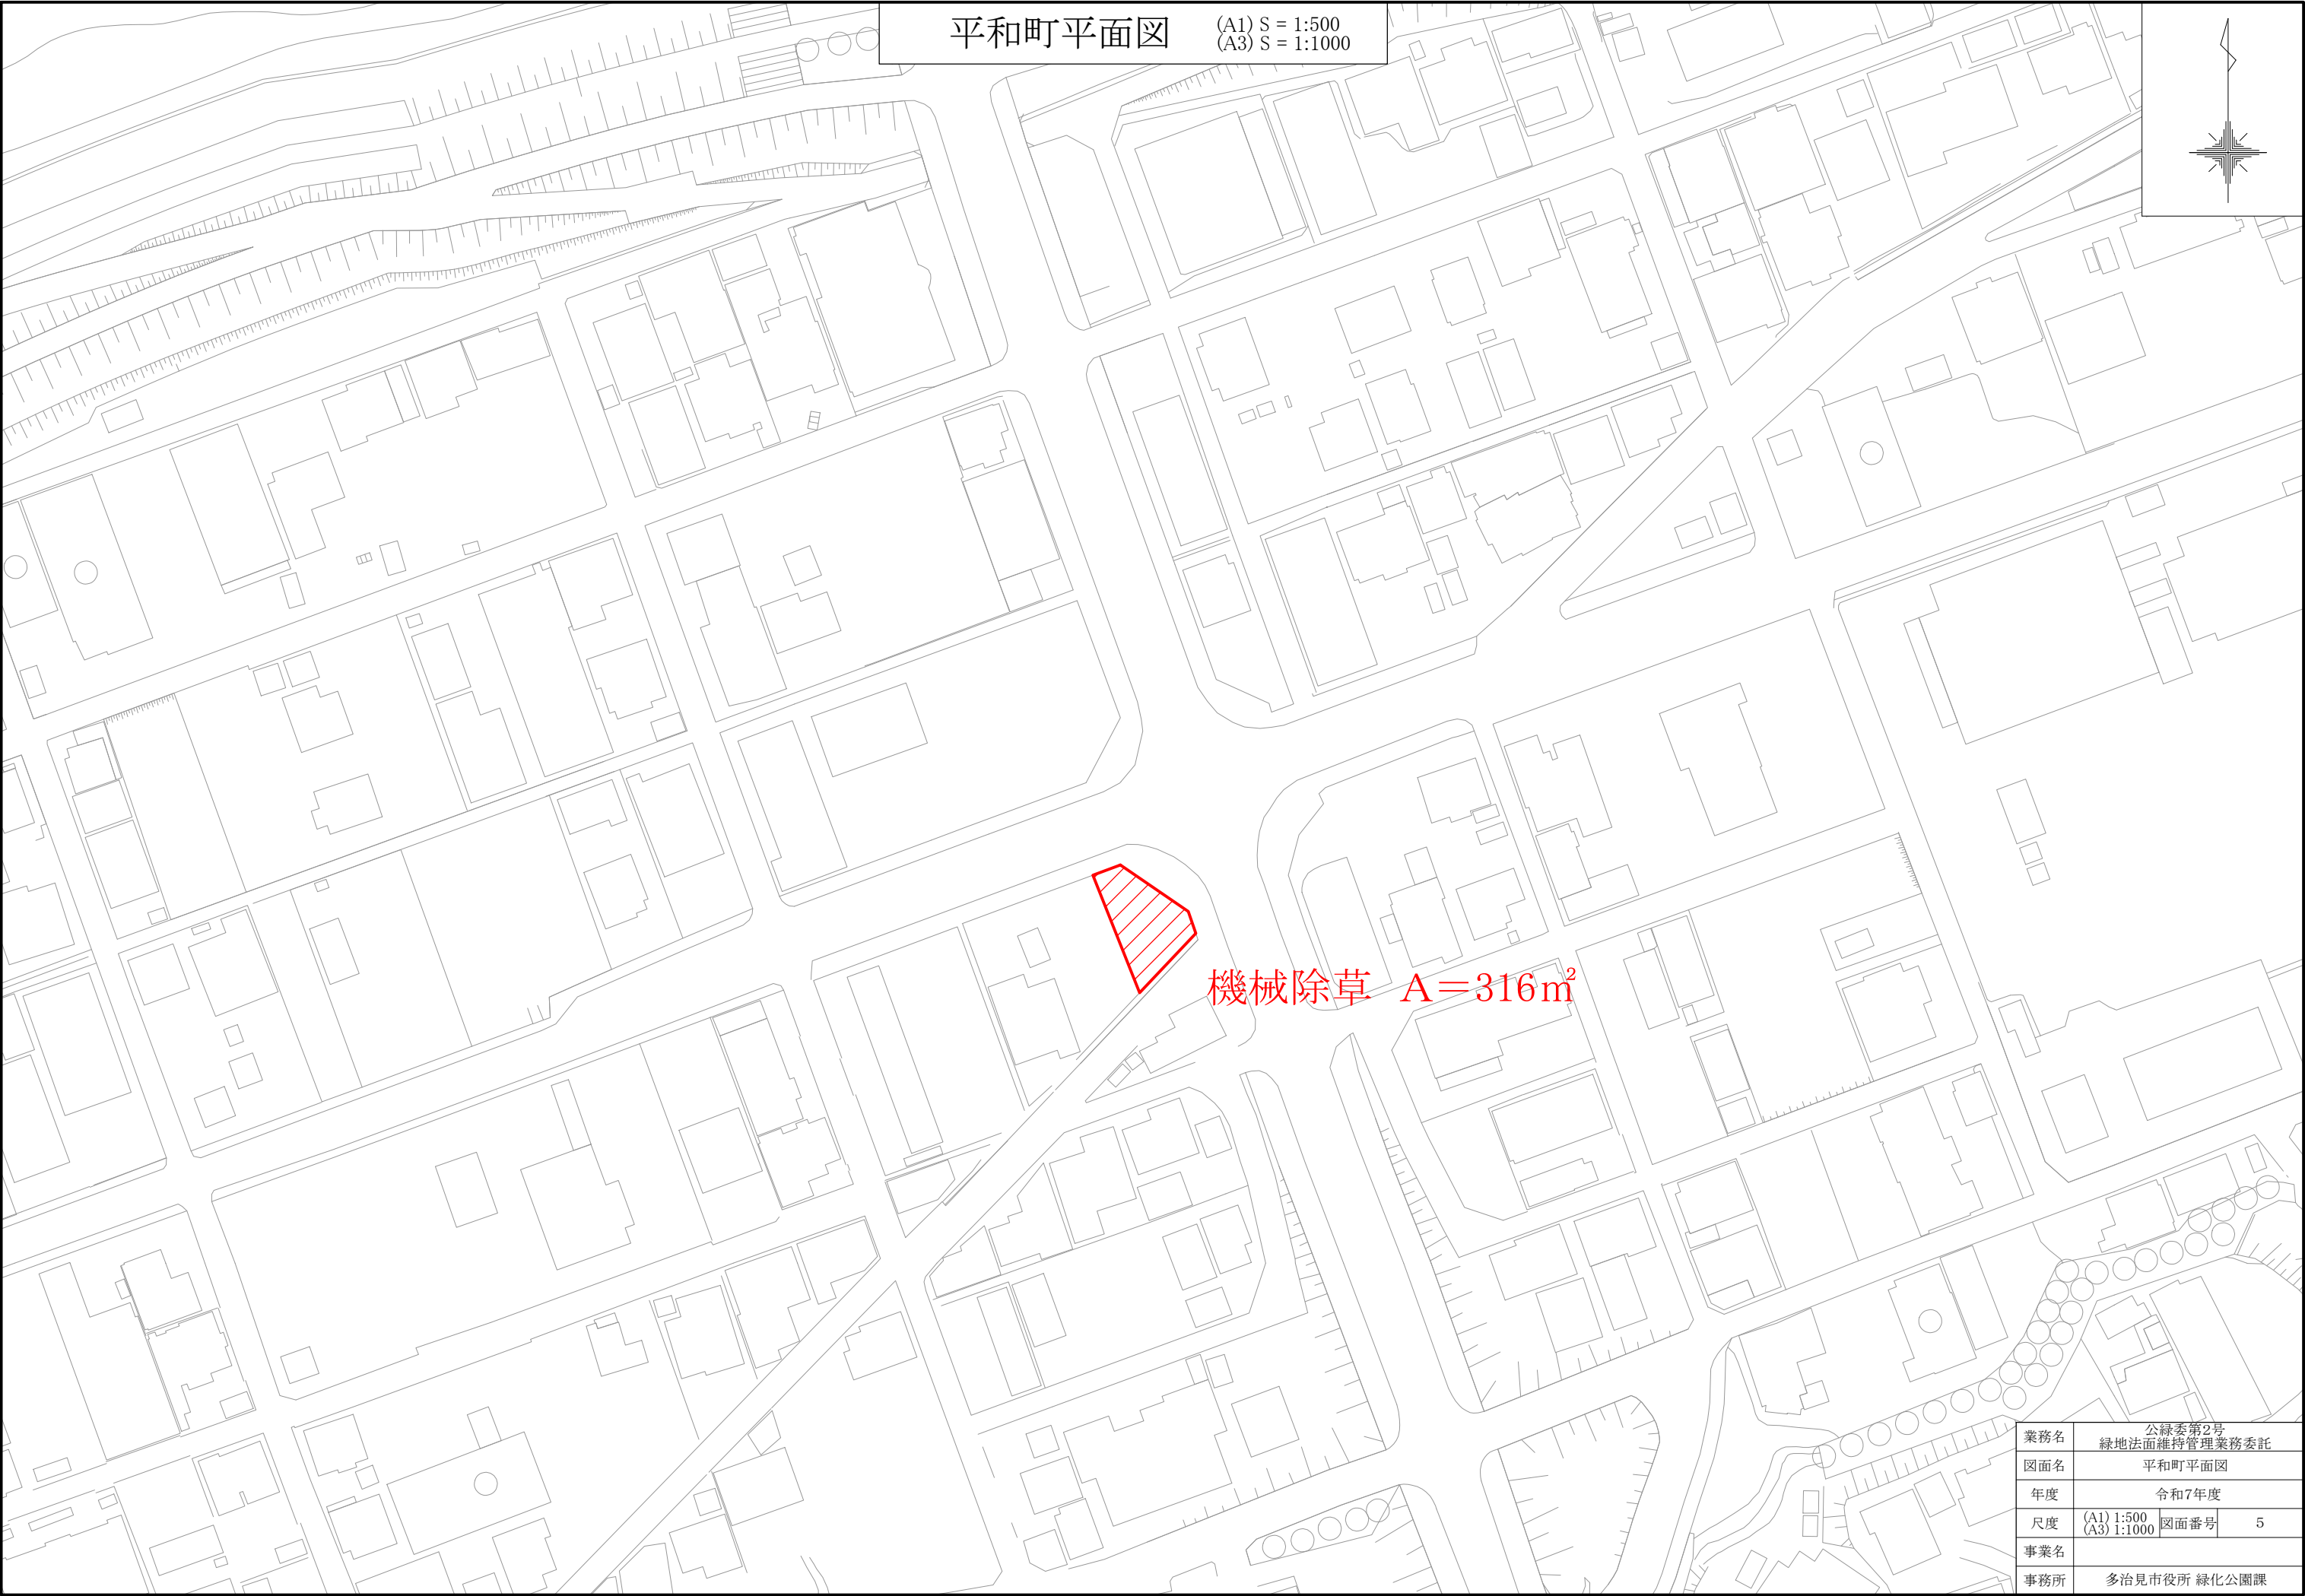 平和町平面図
(A1) S = 1:500
(A3) S = 1:1000
機械除草 A=316m²
業務名 公緑委第2号
緑地法面維持管理業務委託
図面名 平和町平面図
年度 令和7年度
尺度 (A1) 1:500
(A3) 1:1000 図面番号 5
事業名
事務所 多治見市役所 緑化公園課